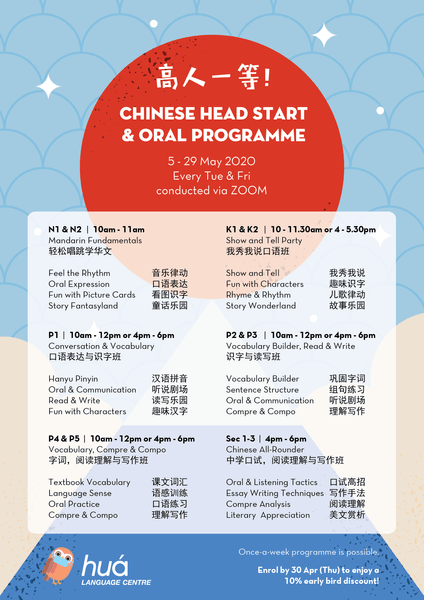 高人一等!
CHINESE HEAD START
& ORAL PROGRAMME
5 - 29 May 2020
Every Tue & Fri
conducted via ZOOM
N1 & N2 | 10am - 11am
Mandarin Fundamentals
轻松唱跳学华文
Feel the Rhythm 音乐律动
Oral Expression 口语表达
Fun with Picture Cards 看图识字
Story Fantasyland 童话乐园
K1 & K2 | 10 - 11.30am or 4 - 5.30pm
Show and Tell Party
我秀我说口语班
Show and Tell 我秀我说
Fun with Characters 趣味识字
Rhyme & Rhythm 儿歌律动
Story Wonderland 故事乐园
P1 | 10am - 12pm or 4pm - 6pm
Conversation & Vocabulary
口语表达与识字班
Hanyu Pinyin 汉语拼音
Oral & Communication 听说剧场
Read & Write 读写乐园
Fun with Characters 趣味汉字
P2 & P3 | 10am - 12pm or 4pm - 6pm
Vocabulary Builder, Read & Write
识字与读写班
Vocabulary Builder 巩固字词
Sentence Structure 组句练习
Oral & Communication 听说剧场
Compre & Compo 理解写作
P4 & P5 | 10am - 12pm or 4pm - 6pm
Vocabulary, Compre & Compo
字词，阅读理解与写作班
Textbook Vocabulary 课文词汇
Language Sense 语感训练
Oral Practice 口语练习
Compre & Compo 理解写作
Sec 1-3 | 4pm - 6pm
Chinese All-Rounder
中学口试，阅读理解与写作班
Oral & Listening Tactics 口试高招
Essay Writing Techniques 写作手法
Compre Analysis 阅读理解
Literary Appreciation 美文赏析
huá
LANGUAGE CENTRE
Once-a-week programme is possible.
Enrol by 30 Apr (Thu) to enjoy a
10% early bird discount!